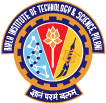 BIRLA INSTITUTE OF TECHNOLOGY & SCIENCE, PILANI
ज्ञानं परमं बलम्